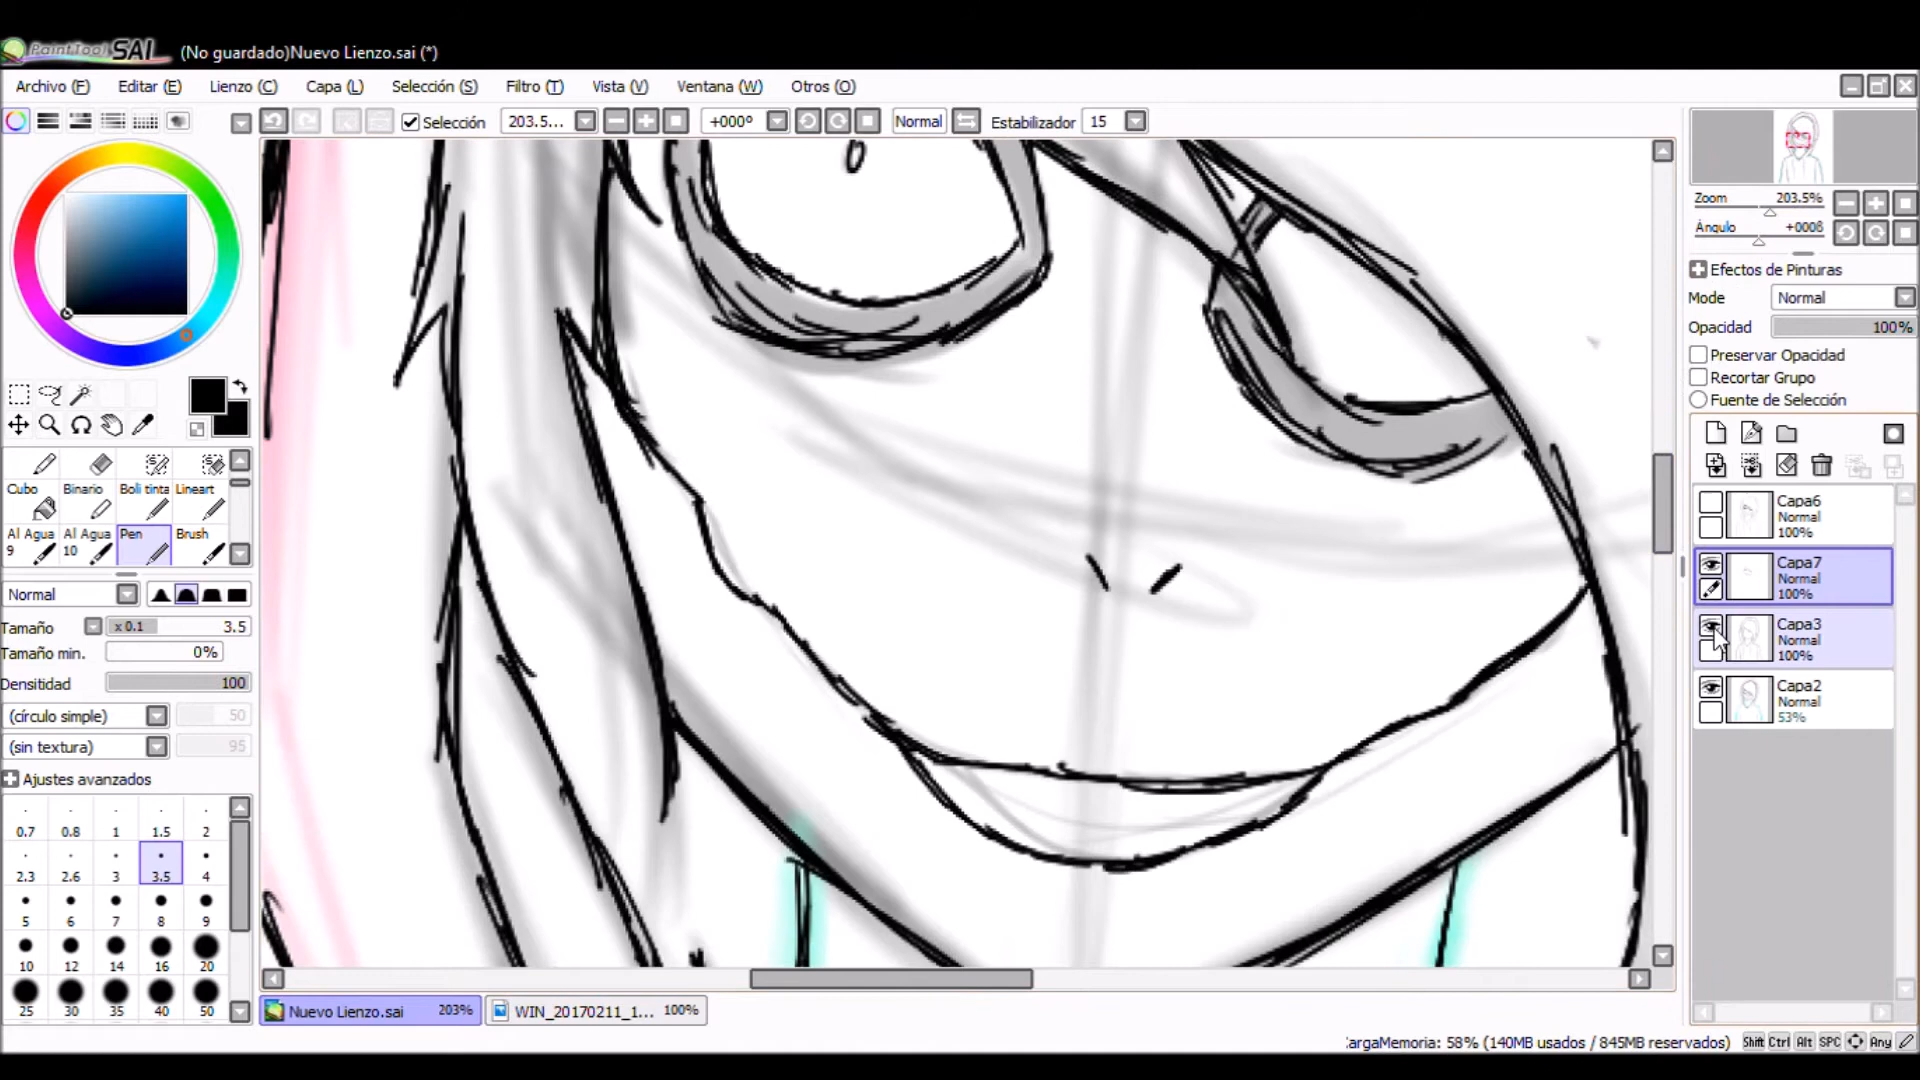 PaintTool SAI (No guardado)Nuevo Lienzo.sai (*)
Archivo (F) Editar (E) Lienzo (C) Capa (L) Selección (S) Filtro (T) Vista (V) Ventana (W) Otros (O)
Selección 203.5... +000º Normal Estabilizador 15
Zoom 203.5%
Ángulo +000ß
Efectos de Pinturas
Mode Normal
Opacidad 100%
Preservar Opacidad
Recortar Grupo
Fuente de Selección
Capa6
Normal
100%
Capa7
Normal
100%
Capa3
Normal
100%
Capa2
Normal
53%
Cubo Binario Boli tinta Lineart
Al Agua 9 Al Agua 10 Pen Brush
Normal
Tamaño x 0.1 3.5
Tamaño min. 0%
Densitidad 100
(círculo simple) 50
(sin textura) 95
Ajustes avanzados
0.7 0.8 1 1.5 2
2.3 2.6 3 3.5 4
5 6 7 8 9
10 12 14 16 20
25 30 35 40 50
Nuevo Lienzo.sai 203% WIN_20170211_1... 100%
CargaMemoria: 58% (140MB usados / 845MB reservados) Shift Ctrl Alt SPC Any